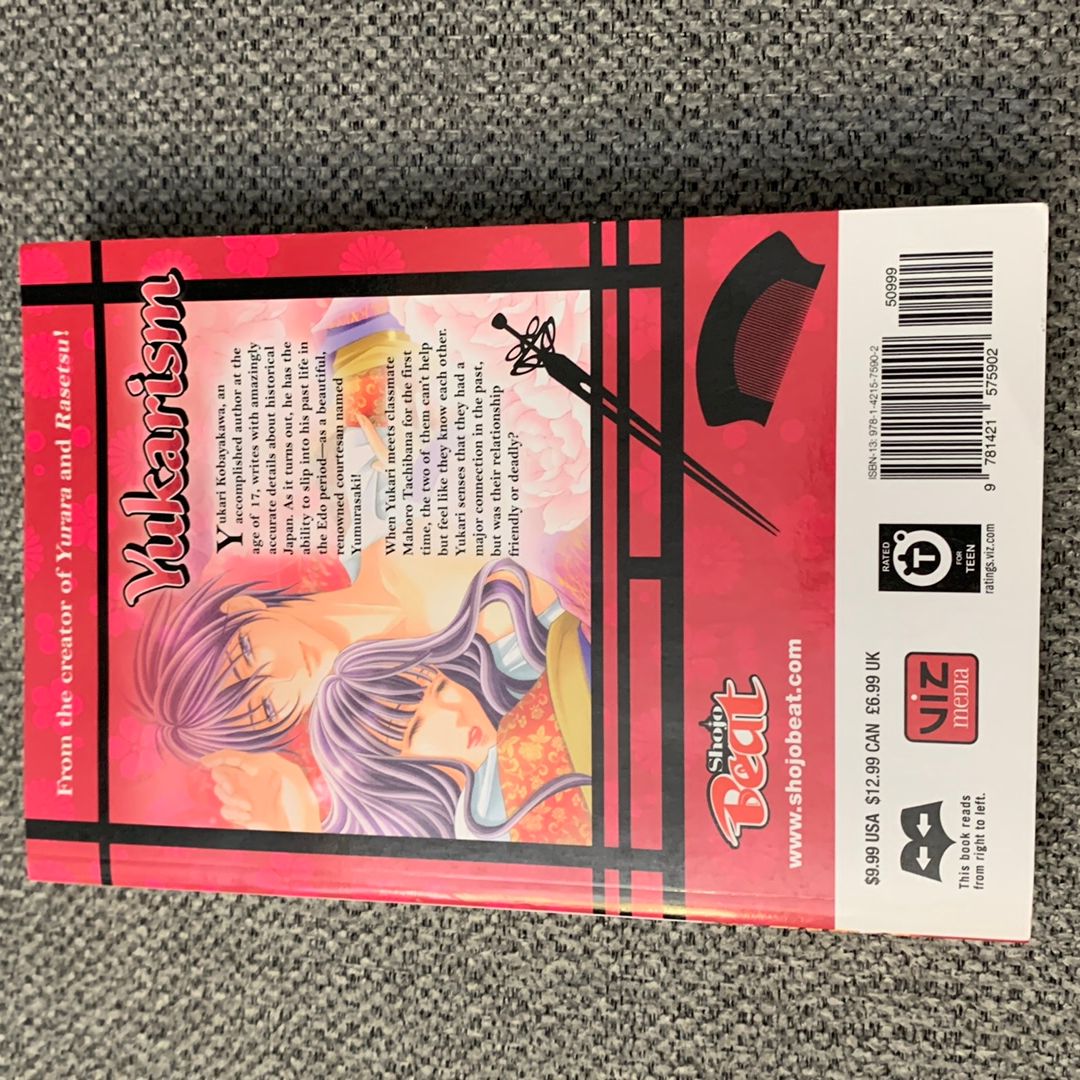 From the creator of Yurara and Rasetsu!
Yukarism
Yukari Kobayakawa, an
accomplished author at the
age of 17, writes with amazingly
accurate details about historical
Japan. As it turns out, he has the
ability to slip into his past life in
the Edo period—as a beautiful,
renowned courtesan named
Yumurasaki!
When Yukari meets classmate
Mahoro Tachibana for the first
time, the two of them can't help
but feel like they know each other.
Yukari senses that they had a
major connection in the past,
but was their relationship
friendly or deadly?
Shojo
Beat
www.shojobeat.com
$9.99 USA $12.99 CAN £6.99 UK
This book reads
from right to left.
VIZ
MEDIA
RATED
T
FOR
TEEN
ratings.viz.com
ISBN-13: 978-1-4215-7590-2
50999
9 781421 575902